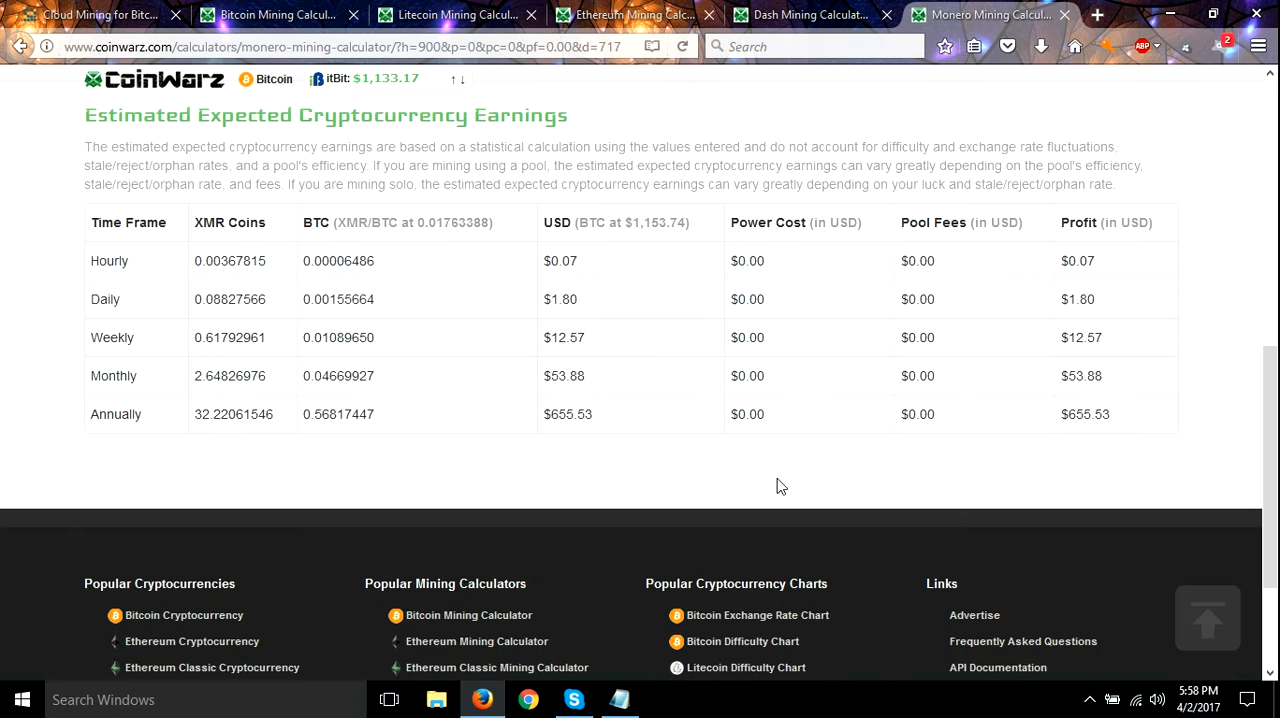 Cloud Mining for Bitc...
Bitcoin Mining Calcul...
Litecoin Mining Calcul...
Ethereum Mining Calc...
Dash Mining Calculat...
Monero Mining Calcul...
www.coinwarz.com/calculators/monero-mining-calculator/?h=900&p=0&pc=0&pf=0.00&d=717
Search
ABP
2
CoinWarz Bitcoin itBit: $1,133.17 ↑ ↓
Estimated Expected Cryptocurrency Earnings
The estimated expected cryptocurrency earnings are based on a statistical calculation using the values entered and do not account for difficulty and exchange rate fluctuations,
stale/reject/orphan rates, and a pool's efficiency. If you are mining using a pool, the estimated expected cryptocurrency earnings can vary greatly depending on the pool's efficiency,
stale/reject/orphan rate, and fees. If you are mining solo, the estimated expected cryptocurrency earnings can vary greatly depending on your luck and stale/reject/orphan rate.
Time Frame XMR Coins BTC (XMR/BTC at 0.01763388) USD (BTC at $1,153.74) Power Cost (in USD) Pool Fees (in USD) Profit (in USD)
Hourly 0.00367815 0.00006486 $0.07 $0.00 $0.00 $0.07
Daily 0.08827566 0.00155664 $1.80 $0.00 $0.00 $1.80
Weekly 0.61792961 0.01089650 $12.57 $0.00 $0.00 $12.57
Monthly 2.64826976 0.04669927 $53.88 $0.00 $0.00 $53.88
Annually 32.22061546 0.56817447 $655.53 $0.00 $0.00 $655.53
Popular Cryptocurrencies Popular Mining Calculators Popular Cryptocurrency Charts Links
Bitcoin Cryptocurrency Bitcoin Mining Calculator Bitcoin Exchange Rate Chart Advertise
Ethereum Cryptocurrency Ethereum Mining Calculator Bitcoin Difficulty Chart Frequently Asked Questions
Ethereum Classic Cryptocurrency Ethereum Classic Mining Calculator Litecoin Difficulty Chart API Documentation
Search Windows
5:58 PM
4/2/2017